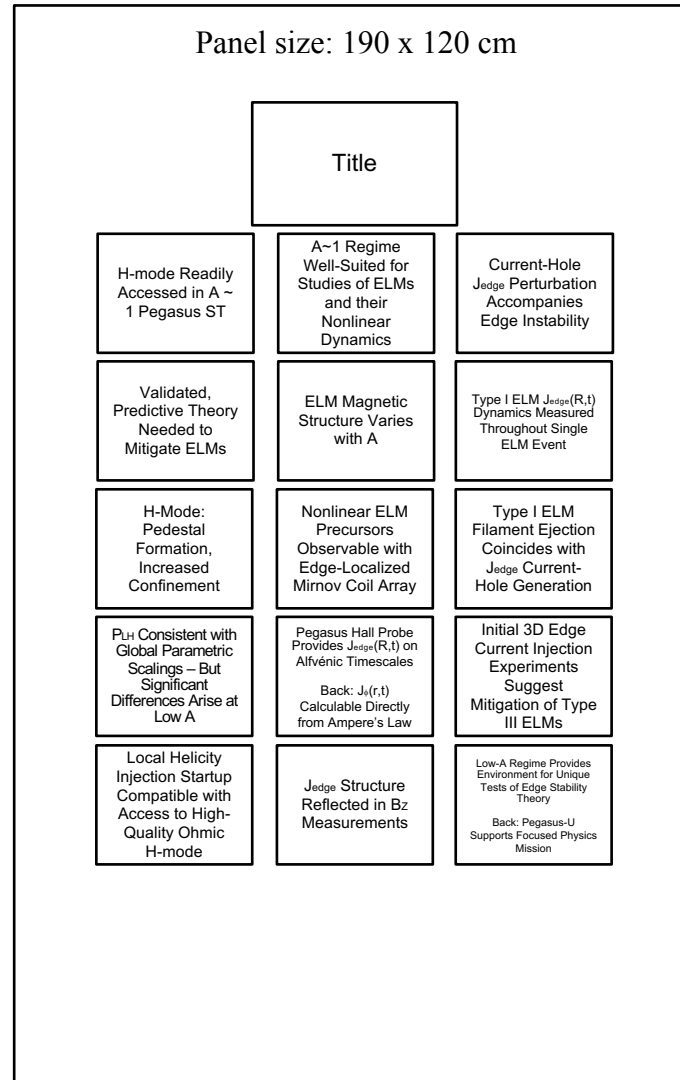 Panel size: 190 x 120 cm
Title
H-mode Readily
Accessed in A ~
1 Pegasus ST
A~1 Regime
Well-Suited for
Studies of ELMs
and their
Nonlinear
Dynamics
Current-Hole
Jedge Perturbation
Accompanies
Edge Instability
Validated,
Predictive Theory
Needed to
Mitigate ELMs
ELM Magnetic
Structure Varies
with A
Type I ELM Jedge(R,t)
Dynamics Measured
Throughout Single
ELM Event
H-Mode:
Pedestal
Formation,
Increased
Confinement
Nonlinear ELM
Precursors
Observable with
Edge-Localized
Mirnov Coil Array
Type I ELM
Filament Ejection
Coincides with
Jedge Current-
Hole Generation
PLH Consistent with
Global Parametric
Scalings – But
Significant
Differences Arise at
Low A
Pegasus Hall Probe
Provides Jedge(R,t) on
Alfvénic Timescales
Back: Jϕ(r,t)
Calculable Directly
from Ampere's Law
Initial 3D Edge
Current Injection
Experiments
Suggest
Mitigation of Type
III ELMs
Local Helicity
Injection Startup
Compatible with
Access to High-
Quality Ohmic
H-mode
Jedge Structure
Reflected in BZ
Measurements
Low-A Regime Provides
Environment for Unique
Tests of Edge Stability
Theory
Back: Pegasus-U
Supports Focused Physics
Mission